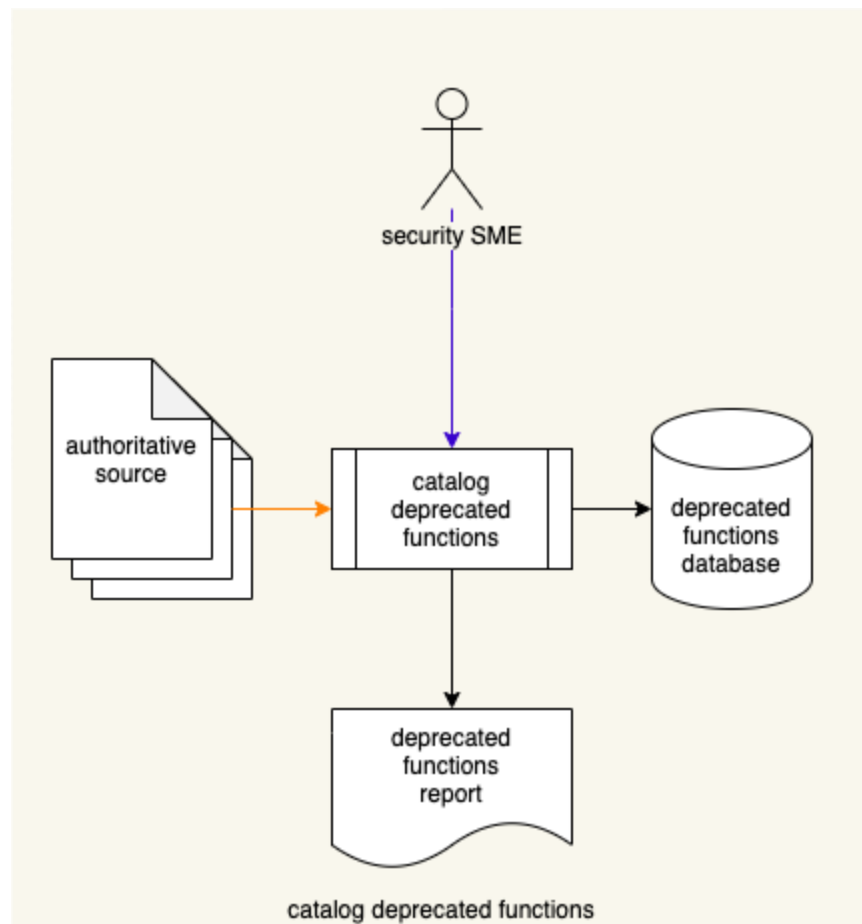 security SME
authoritative
source
catalog
deprecated
functions
deprecated
functions
database
deprecated
functions
report
catalog deprecated functions